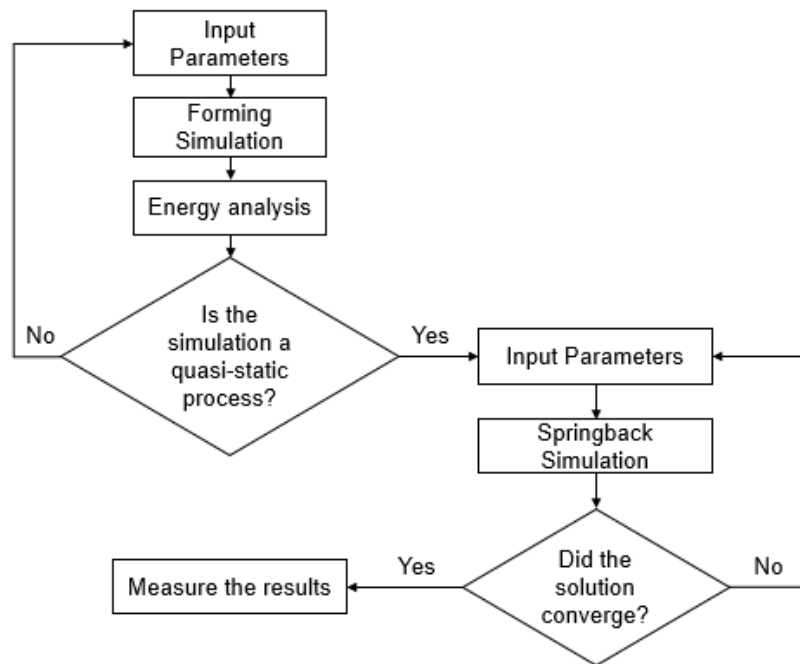 Input
Parameters
Forming
Simulation
Energy analysis
Is the
simulation a
quasi-static
process?
No
Yes
Input Parameters
Springback
Simulation
Did the
solution
converge?
Yes
No
Measure the results